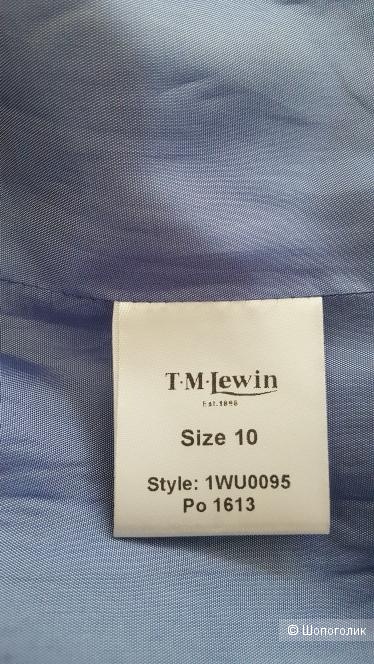 T·M·Lewin
Est.1898
Size 10
Style: 1WU0095
Po 1613
© Шопоголик